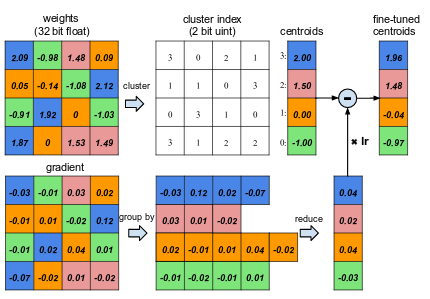 weights
(32 bit float)
cluster index
(2 bit uint)
centroids
fine-tuned
centroids
2.09 -0.98 1.48 0.09
0.05 -0.14 -1.08 2.12
-0.91 1.92 0 -1.03
1.87 0 1.53 1.49
cluster
3 0 2 1
1 1 0 3
0 3 1 0
3 1 2 2
3: 2.00
2: 1.50
1: 0.00
0: -1.00
1.96
1.48
-0.04
-0.97
× lr
gradient
-0.03 -0.01 0.03 0.02
-0.01 0.01 -0.02 0.12
-0.01 0.02 0.04 0.01
-0.07 -0.02 0.01 -0.02
group by
-0.03 0.12 0.02 -0.07
0.03 0.01 -0.02
0.02 -0.01 0.01 0.04 -0.02
-0.01 -0.02 -0.01 0.01
reduce
0.04
0.02
0.04
-0.03